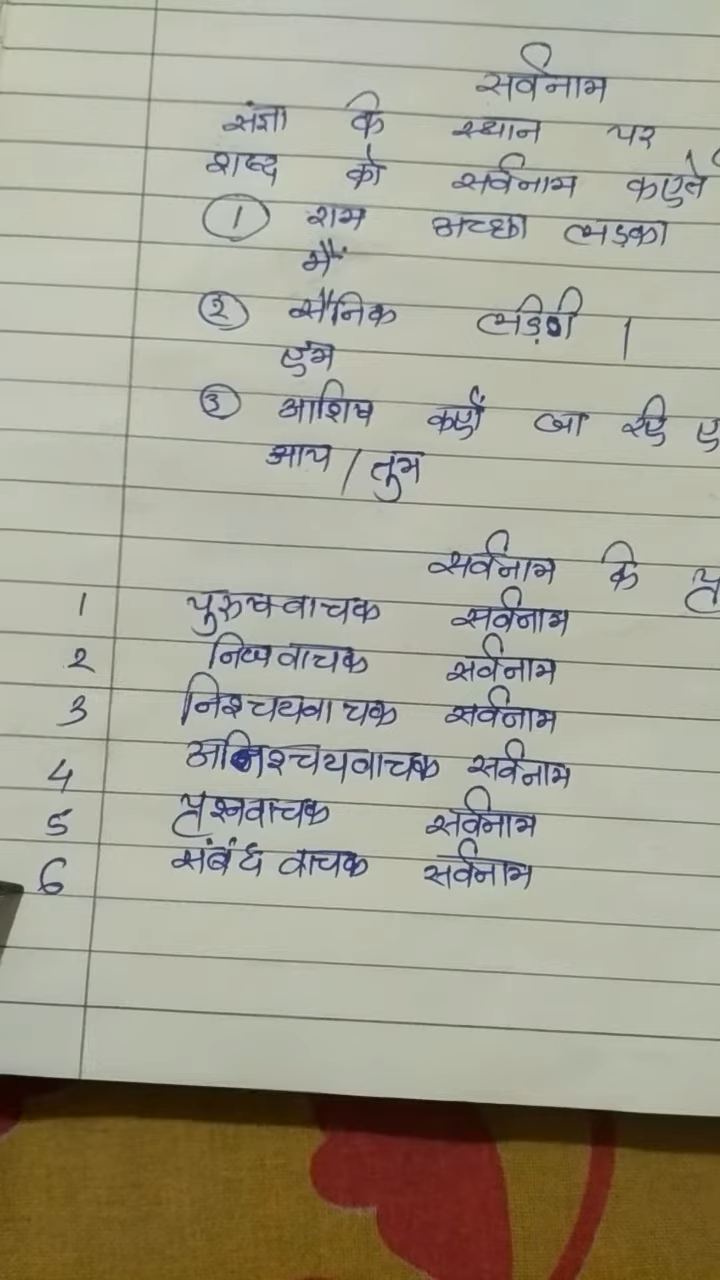 सर्वनाम
संज्ञा के स्थान पर
शब्द को सर्वनाम कहते
① राम अच्छा लड़का
मैं
② सैनिक
हम
③ आशिष कहाँ जा रहे
आप / तुम
सर्वनाम के
1 पुरुषवाचक सर्वनाम
2 निजवाचक सर्वनाम
3 निश्चयवाचक सर्वनाम
4 अनिश्चयवाचक सर्वनाम
5 प्रश्नवाचक सर्वनाम
6 संबंध वाचक सर्वनाम